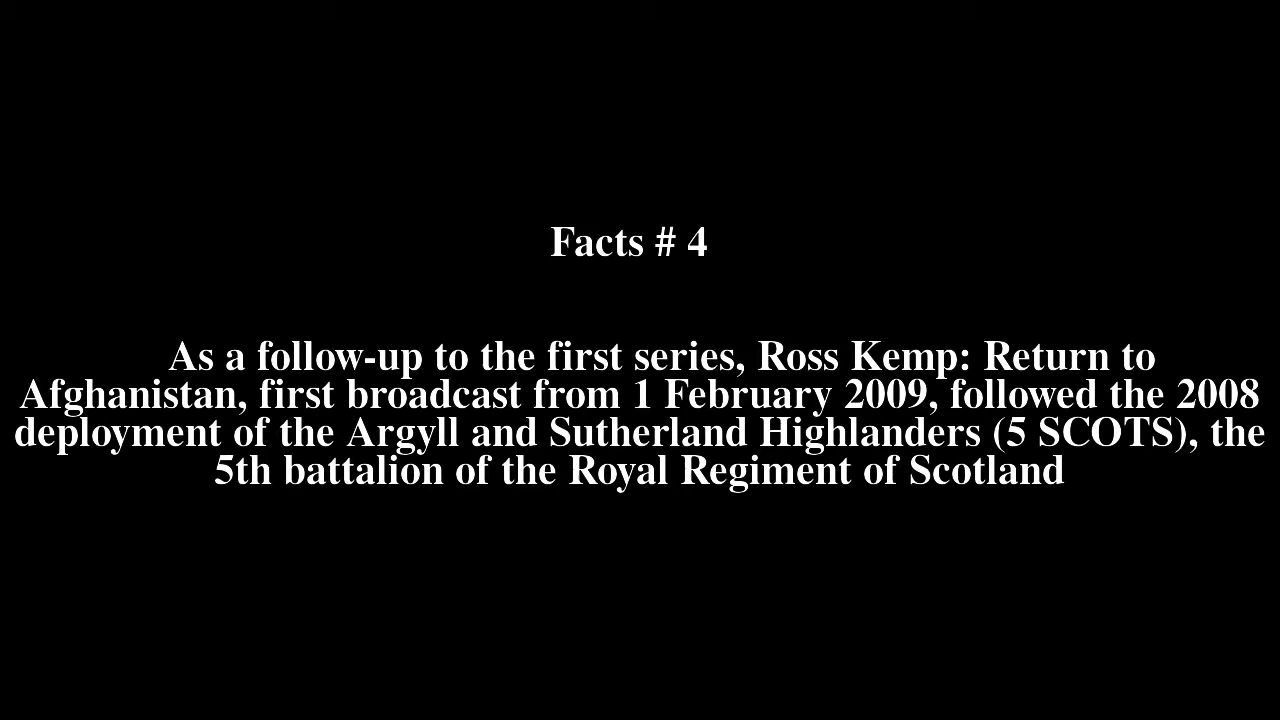 Facts # 4
As a follow-up to the first series, Ross Kemp: Return to
Afghanistan, first broadcast from 1 February 2009, followed the 2008
deployment of the Argyll and Sutherland Highlanders (5 SCOTS), the
5th battalion of the Royal Regiment of Scotland